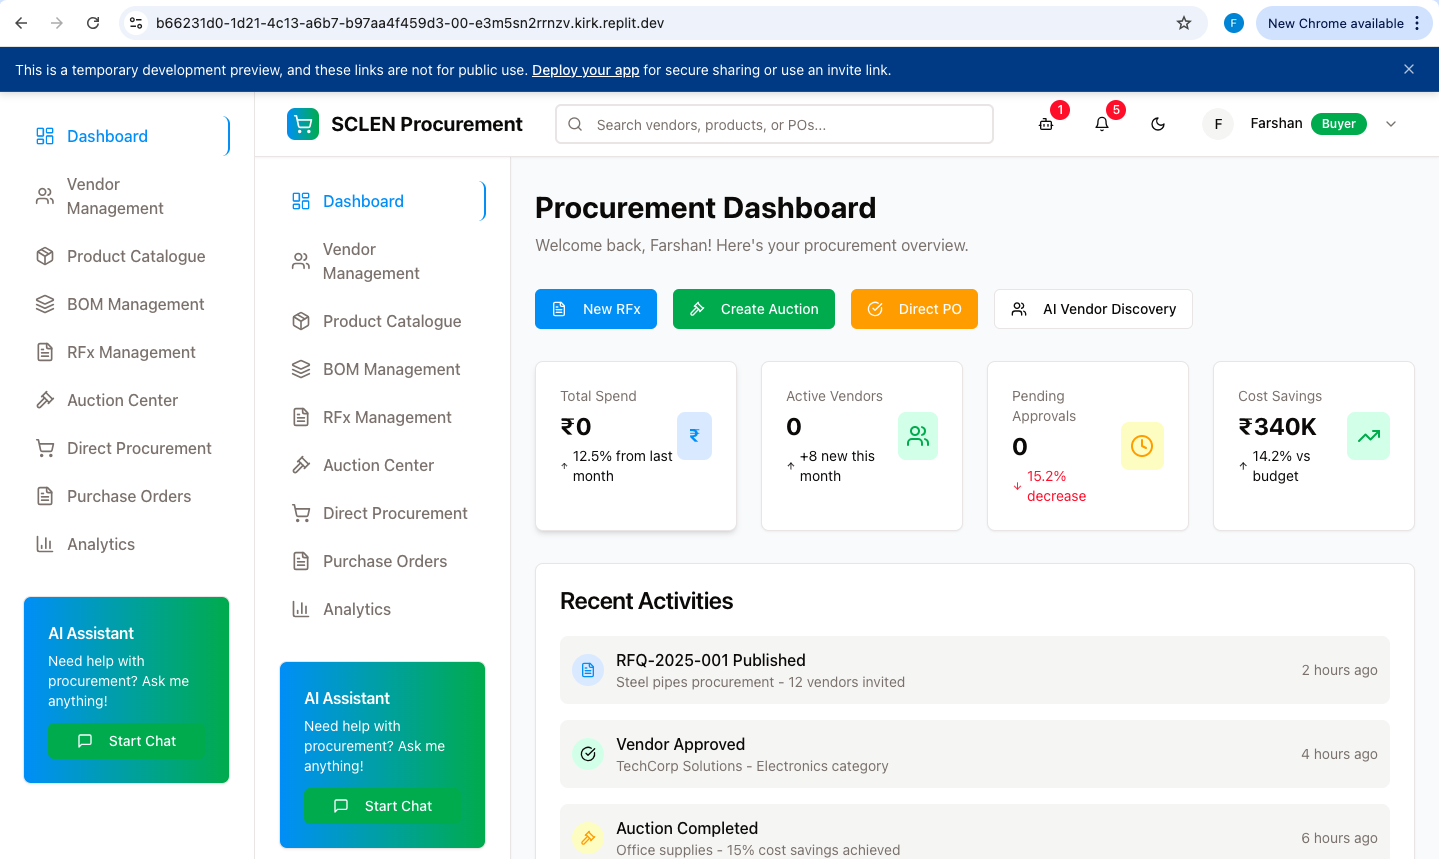 b66231d0-1d21-4c13-a6b7-b97aa4f459d3-00-e3m5sn2rrnzv.kirk.replit.dev
F
New Chrome available
This is a temporary development preview, and these links are not for public use. Deploy your app for secure sharing or use an invite link.
Dashboard
Vendor
Management
Product Catalogue
BOM Management
RFx Management
Auction Center
Direct Procurement
Purchase Orders
Analytics
AI Assistant
Need help with
procurement? Ask me
anything!
Start Chat
SCLEN Procurement
Search vendors, products, or POs...
1
5
F
Farshan
Buyer
Dashboard
Vendor
Management
Product Catalogue
BOM Management
RFx Management
Auction Center
Direct Procurement
Purchase Orders
Analytics
AI Assistant
Need help with
procurement? Ask me
anything!
Start Chat
Procurement Dashboard
Welcome back, Farshan! Here's your procurement overview.
New RFx
Create Auction
Direct PO
AI Vendor Discovery
Total Spend
₹0
↑ 12.5% from last
month
₹
Active Vendors
0
↑ +8 new this
month
Pending
Approvals
0
↓ 15.2%
decrease
Cost Savings
₹340K
↑ 14.2% vs
budget
Recent Activities
RFQ-2025-001 Published
Steel pipes procurement - 12 vendors invited
2 hours ago
Vendor Approved
TechCorp Solutions - Electronics category
4 hours ago
Auction Completed
Office supplies - 15% cost savings achieved
6 hours ago